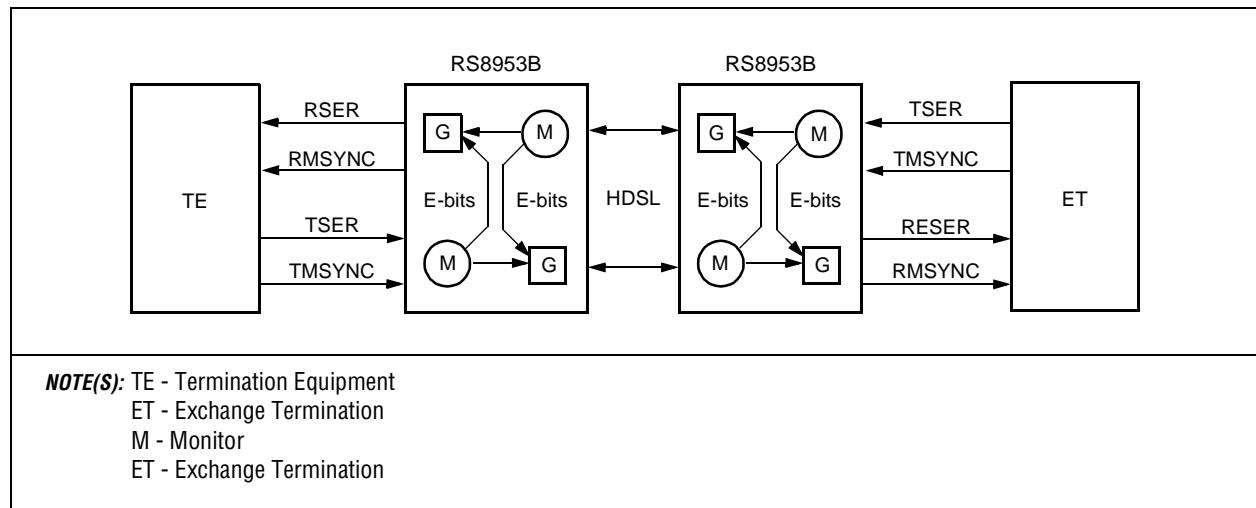 RS8953B
RS8953B
TE
RSER
RMSYNC
TSER
TMSYNC
G
M
E-bits
E-bits
M
G
HDSL
G
M
E-bits
E-bits
M
G
TSER
TMSYNC
RESER
RMSYNC
ET
NOTE(S): TE - Termination Equipment
ET - Exchange Termination
M - Monitor
ET - Exchange Termination